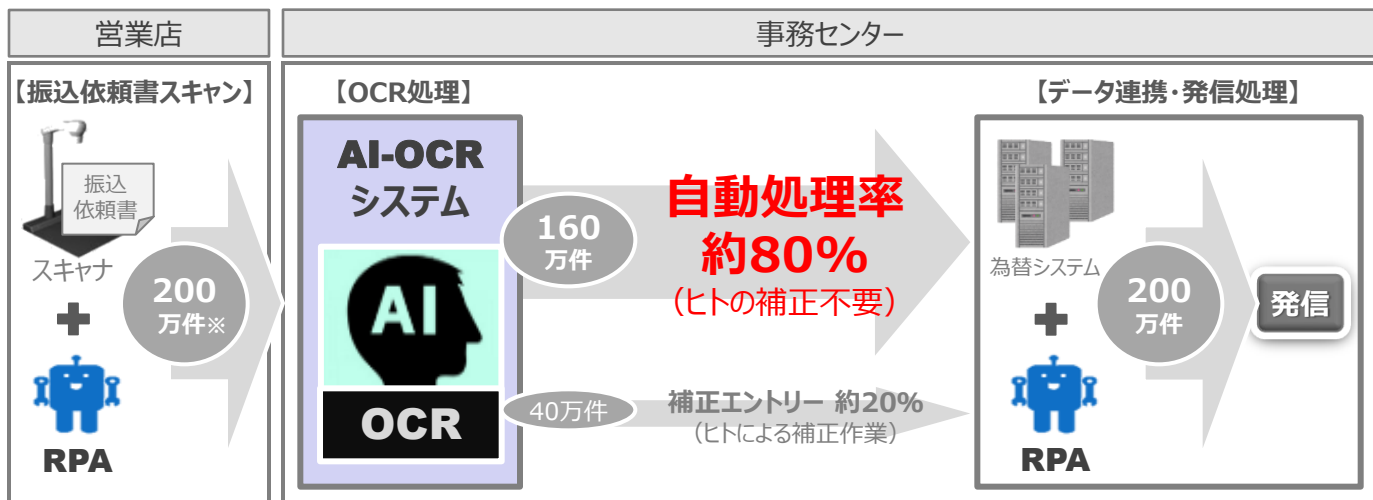 営業店
事務センター
【振込依頼書スキャン】
振込
依頼書
スキャナ
+
RPA
200
万件※
【OCR処理】
AI-OCR
システム
AI
OCR
160
万件
自動処理率
約80%
(ヒトの補正不要)
40万件
補正エントリー 約20%
(ヒトによる補正作業)
【データ連携・発信処理】
為替システム
+
RPA
200
万件
発信